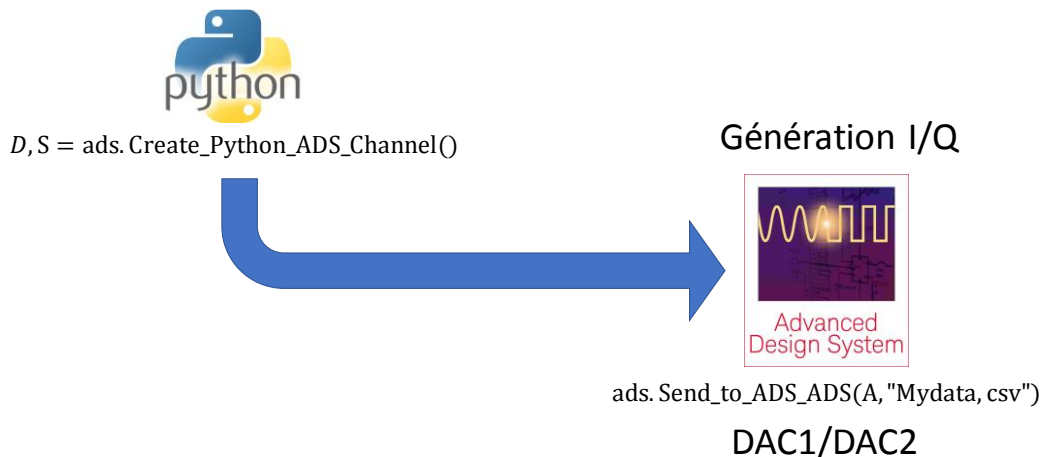 python
D, S = ads. Create_Python_ADS_Channel()
Génération I/Q
Advanced
Design System
ads. Send_to_ADS_ADS(A, "Mydata, csv")
DAC1/DAC2